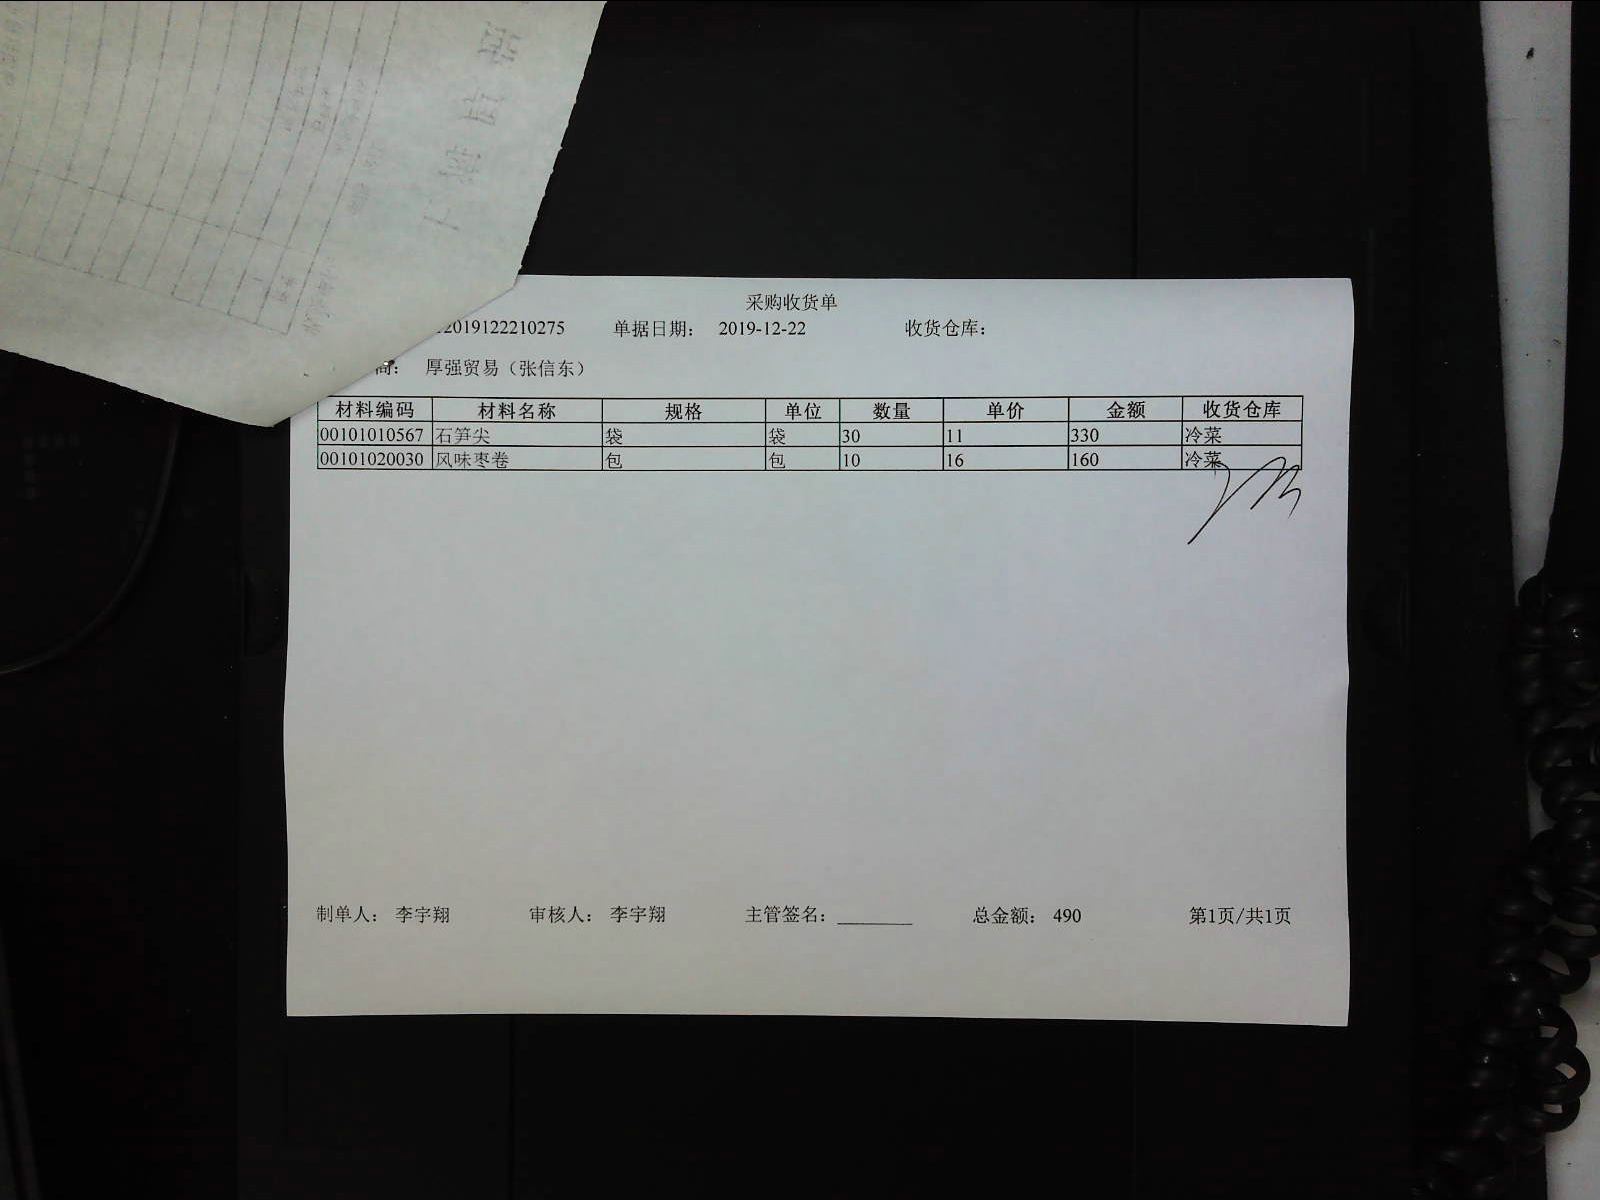 采购收货单
2019122210275 单据日期： 2019-12-22 收货仓库：
商： 厚强贸易（张信东）
材料编码 材料名称 规格 单位 数量 单价 金额 收货仓库
00101010567 石笋尖 袋 袋 30 11 330 冷菜
00101020030 风味枣卷 包 包 10 16 160 冷菜
制单人： 李宇翔 审核人： 李宇翔 主管签名： 总金额： 490 第1页/共1页